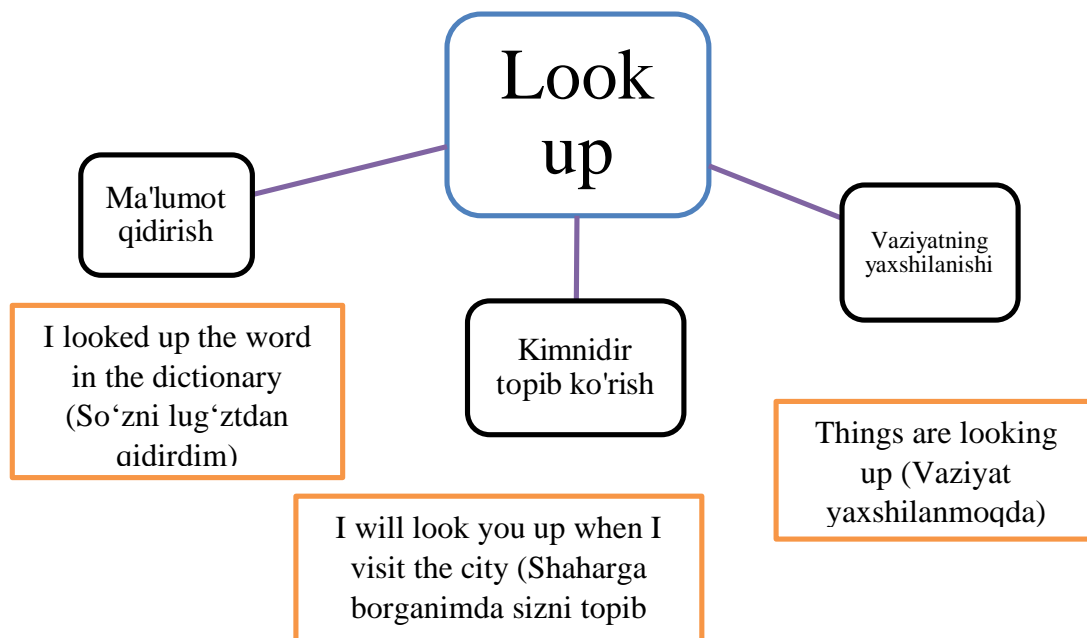 Look
up
Ma'lumot
qidirish
Vaziyatning
yaxshilanishi
Kimnidir
topib ko'rish
I looked up the word
in the dictionary
(So‘zni lug‘ztdan
qidirdim)
Things are looking
up (Vaziyat
yaxshilanmoqda)
I will look you up when I
visit the city (Shaharga
borganimda sizni topib